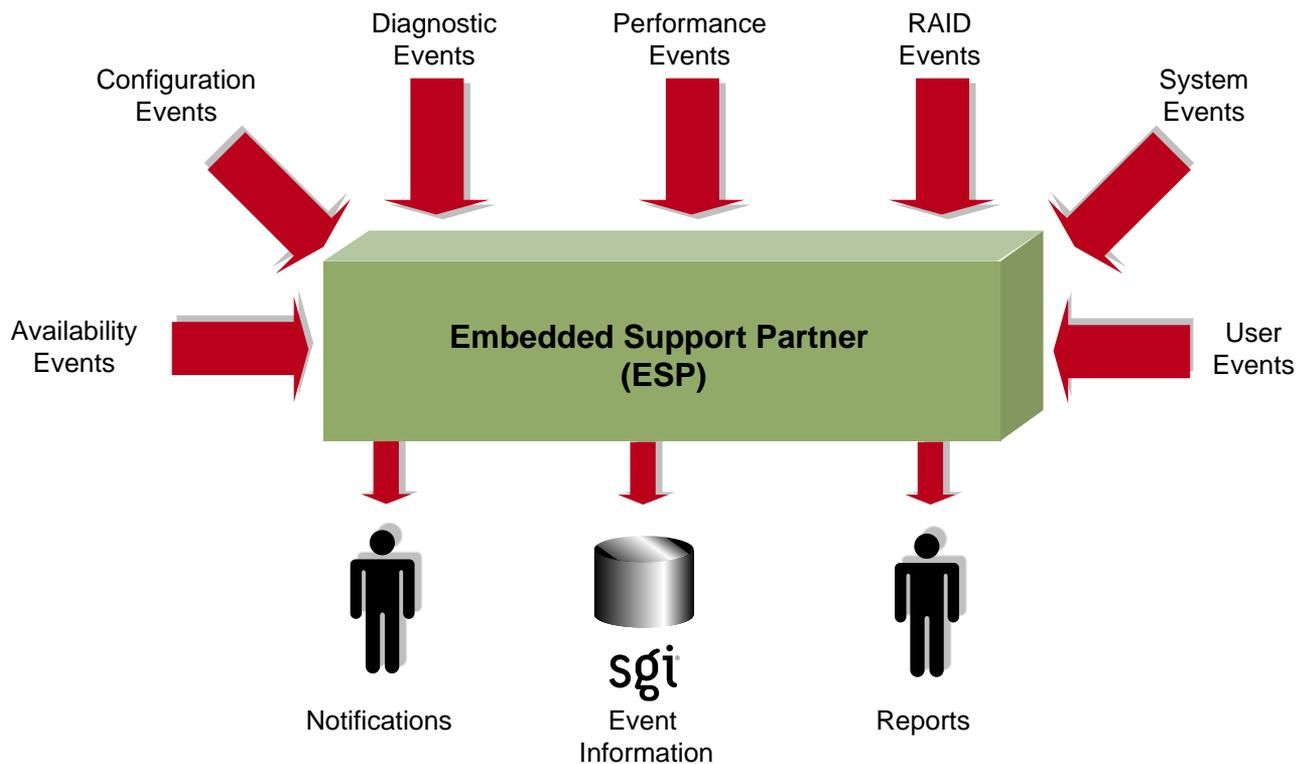 Diagnostic
Events
Performance
Events
RAID
Events
Configuration
Events
System
Events
Availability
Events
Embedded Support Partner
(ESP)
User
Events
sgi
Notifications
Event
Information
Reports